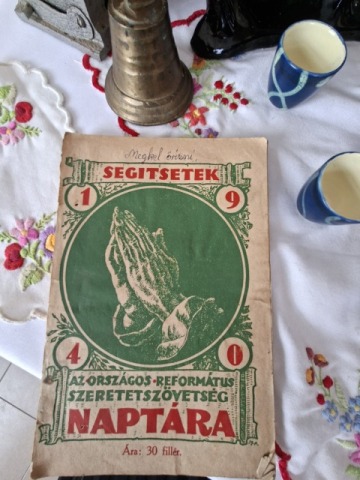 SEGITSETEK
1 9
4 0
AZ·ORSZÁGOS·REFORMÁTUS
SZERETETSZÖVETSÉG
NAPTÁRA
Ára: 30 fillér.